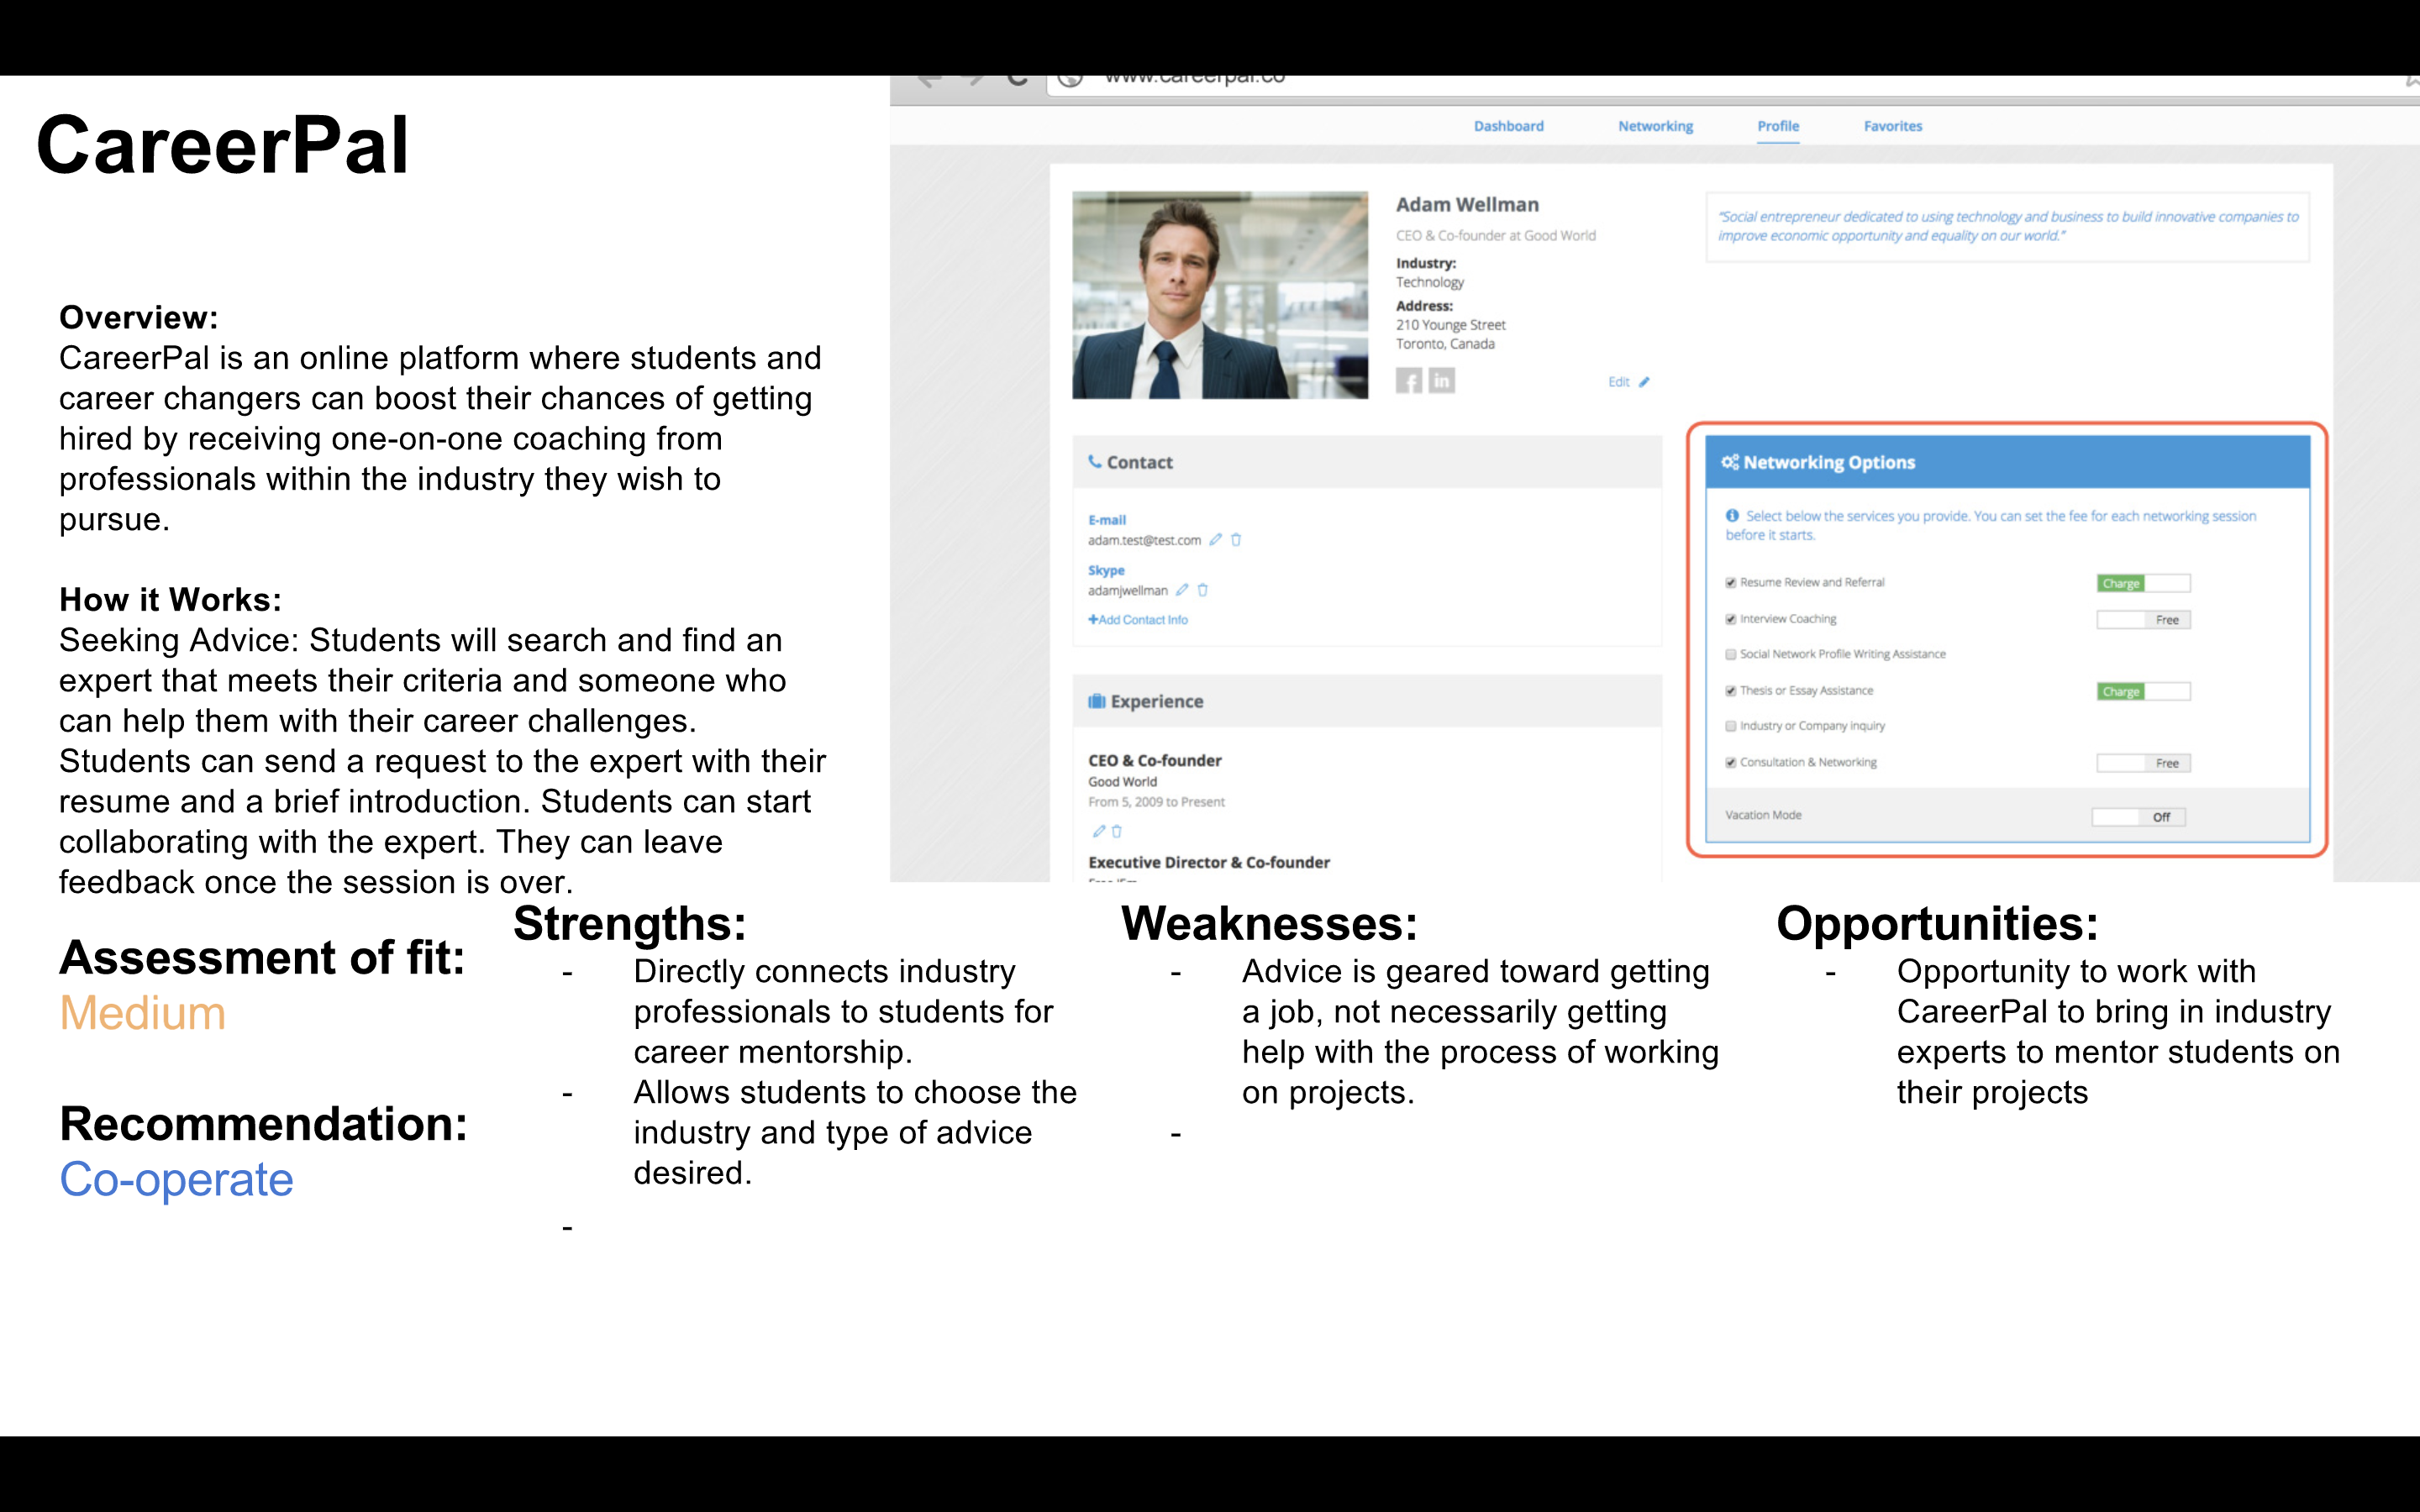 CareerPal
Overview:
CareerPal is an online platform where students and
career changers can boost their chances of getting
hired by receiving one-on-one coaching from
professionals within the industry they wish to
pursue.
How it Works:
Seeking Advice: Students will search and find an
expert that meets their criteria and someone who
can help them with their career challenges.
Students can send a request to the expert with their
resume and a brief introduction. Students can start
collaborating with the expert. They can leave
feedback once the session is over.
www.careerpal.co
Dashboard Networking Profile Favorites
Adam Wellman
CEO & Co-founder at Good World
Industry:
Technology
Address:
210 Younge Street
Toronto, Canada
f in
Edit
"Social entrepreneur dedicated to using technology and business to build innovative companies to
improve economic opportunity and equality on our world."
Contact
E-mail
adam.test@test.com
Skype
adamjwellman
+Add Contact Info
Experience
CEO & Co-founder
Good World
From 5, 2009 to Present
Executive Director & Co-founder
Networking Options
Select below the services you provide. You can set the fee for each networking session
before it starts.
Resume Review and Referral Charge
Interview Coaching Free
Social Network Profile Writing Assistance
Thesis or Essay Assistance Charge
Industry or Company inquiry
Consultation & Networking Free
Vacation Mode Off
Assessment of fit:
Medium
Recommendation:
Co-operate
Strengths:
- Directly connects industry
professionals to students for
career mentorship.
- Allows students to choose the
industry and type of advice
desired.
-
Weaknesses:
- Advice is geared toward getting
a job, not necessarily getting
help with the process of working
on projects.
-
Opportunities:
- Opportunity to work with
CareerPal to bring in industry
experts to mentor students on
their projects